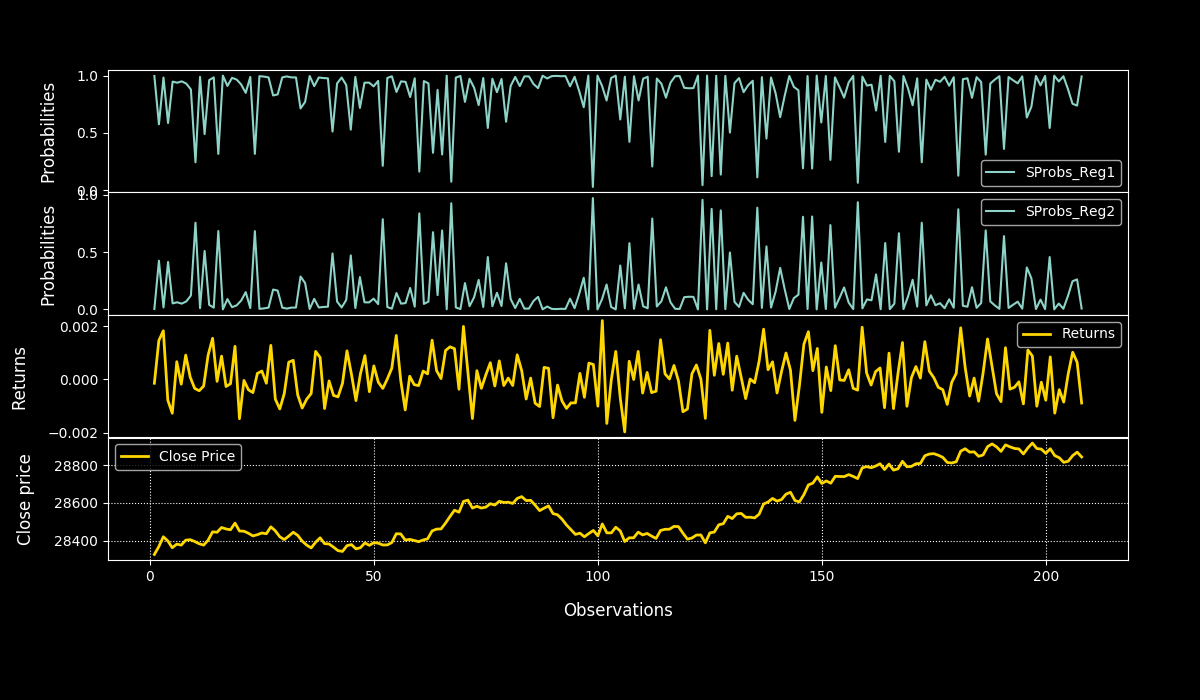 Probabilities
1.0
0.5
0.0
SProbs_Reg1
Probabilities
1.0
0.5
0.0
SProbs_Reg2
Returns
0.002
0.000
−0.002
Returns
Close price
28800
28600
28400
Close Price
0 50 100 150 200
Observations